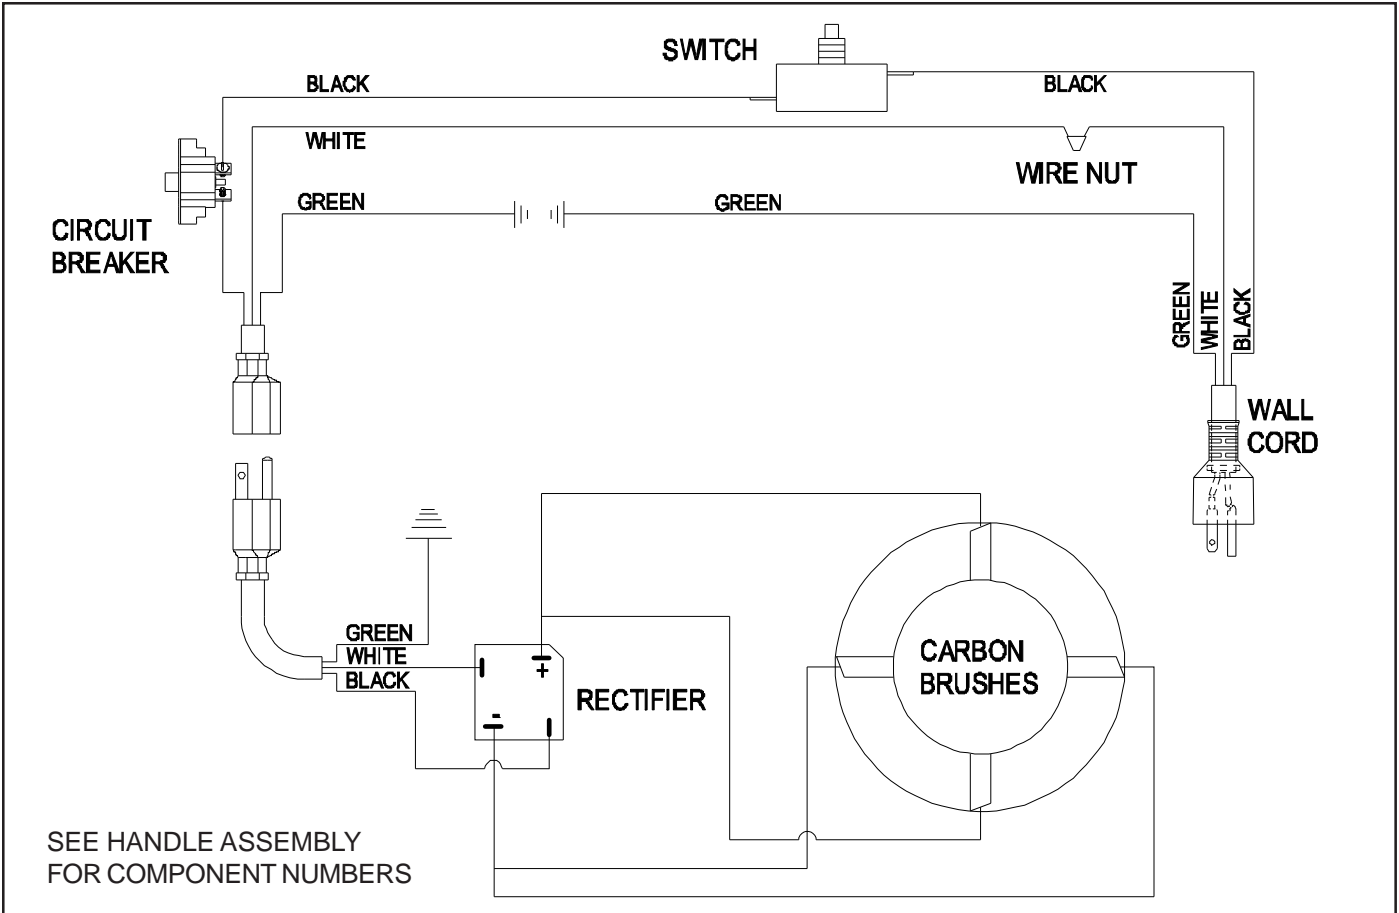 SWITCH
BLACK
BLACK
WHITE
WIRE NUT
GREEN
GREEN
CIRCUIT
BREAKER
GREEN
WHITE
BLACK
WALL
CORD
GREEN
WHITE
BLACK
+
-
RECTIFIER
CARBON
BRUSHES
SEE HANDLE ASSEMBLY
FOR COMPONENT NUMBERS